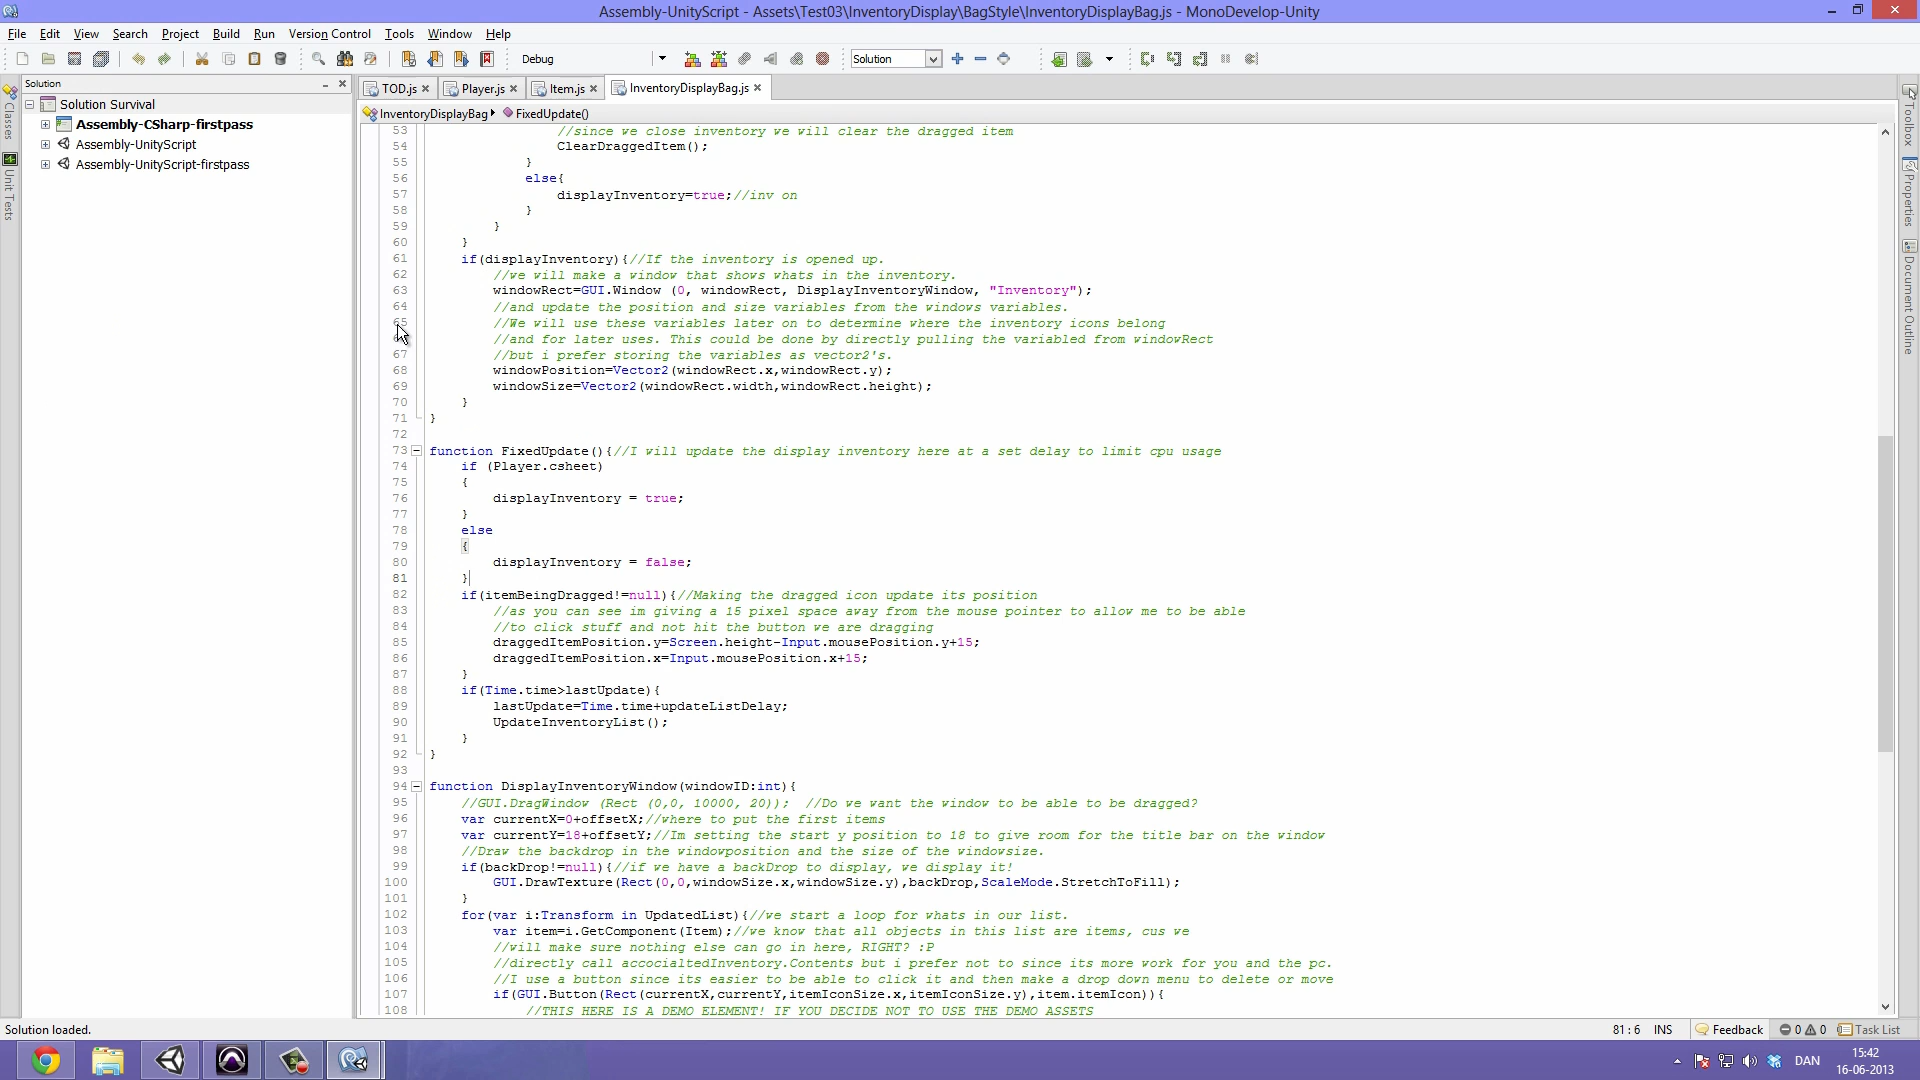 Assembly-UnityScript - Assets\Test03\InventoryDisplay\BagStyle\InventoryDisplayBag.js - MonoDevelop-Unity
File Edit View Search Project Build Run Version Control Tools Window Help
Debug Solution
Solution
Classes
Unit Tests
Solution Survival
Assembly-CSharp-firstpass
Assembly-UnityScript
Assembly-UnityScript-firstpass
TOD.js Player.js Item.js InventoryDisplayBag.js
InventoryDisplayBag FixedUpdate()
53 //since we close inventory we will clear the dragged item
54 ClearDraggedItem();
55 }
56 else{
57 displayInventory=true;//inv on
58 }
59 }
60 }
61 if(displayInventory){//If the inventory is opened up.
62 //we will make a window that shows whats in the inventory.
63 windowRect=GUI.Window (0, windowRect, DisplayInventoryWindow, "Inventory");
64 //and update the position and size variables from the windows variables.
65 //We will use these variables later on to determine where the inventory icons belong
//and for later uses. This could be done by directly pulling the variabled from windowRect
67 //but i prefer storing the variables as vector2's.
68 windowPosition=Vector2(windowRect.x,windowRect.y);
69 windowSize=Vector2(windowRect.width,windowRect.height);
70 }
71 }
72
73 function FixedUpdate(){//I will update the display inventory here at a set delay to limit cpu usage
74 if (Player.csheet)
75 {
76 displayInventory = true;
77 }
78 else
79 {
80 displayInventory = false;
81 }
82 if(itemBeingDragged!=null){//Making the dragged icon update its position
83 //as you can see im giving a 15 pixel space away from the mouse pointer to allow me to be able
84 //to click stuff and not hit the button we are dragging
85 draggedItemPosition.y=Screen.height-Input.mousePosition.y+15;
86 draggedItemPosition.x=Input.mousePosition.x+15;
87 }
88 if(Time.time>lastUpdate){
89 lastUpdate=Time.time+updateListDelay;
90 UpdateInventoryList();
91 }
92 }
93
94 function DisplayInventoryWindow(windowID:int){
95 //GUI.DragWindow (Rect (0,0, 10000, 20)); //Do we want the window to be able to be dragged?
96 var currentX=0+offsetX;//where to put the first items
97 var currentY=18+offsetY;//Im setting the start y position to 18 to give room for the title bar on the window
98 //Draw the backdrop in the windowposition and the size of the windowsize.
99 if(backDrop!=null){//if we have a backDrop to display, we display it!
100 GUI.DrawTexture(Rect(0,0,windowSize.x,windowSize.y),backDrop,ScaleMode.StretchToFill);
101 }
102 for(var i:Transform in UpdatedList){//we start a loop for whats in our list.
103 var item=i.GetComponent(Item);//we know that all objects in this list are items, cus we
104 //will make sure nothing else can go in here, RIGHT? :P
105 //directly call accocialtedInventory.Contents but i prefer not to since its more work for you and the pc.
106 //I use a button since its easier to be able to click it and then make a drop down menu to delete or move
107 if(GUI.Button(Rect(currentX,currentY,itemIconSize.x,itemIconSize.y),item.itemIcon)){
108 //THIS HERE IS A DEMO ELEMENT! IF YOU DECIDE NOT TO USE THE DEMO ASSETS
Toolbox
Properties
Document Outline
Solution loaded.
81 : 6 INS Feedback 0 0 Task List
DAN
15:42
16-06-2013